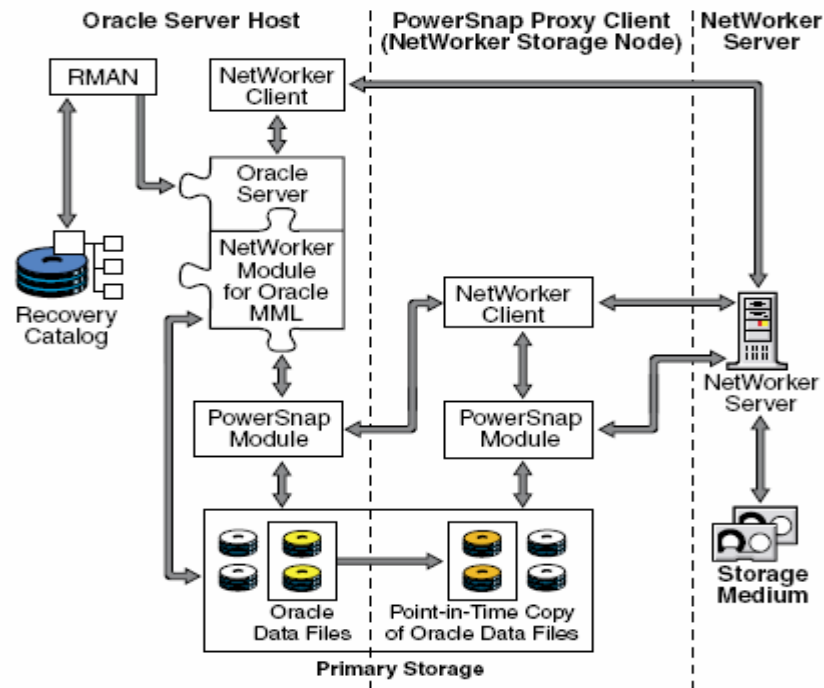 Oracle Server Host
PowerSnap Proxy Client
(NetWorker Storage Node)
NetWorker
Server
RMAN
NetWorker
Client
Oracle
Server
NetWorker
Module
for Oracle
MML
Recovery
Catalog
NetWorker
Client
NetWorker
Server
PowerSnap
Module
PowerSnap
Module
Oracle
Data Files
Point-in-Time Copy
of Oracle Data Files
Storage
Medium
Primary Storage